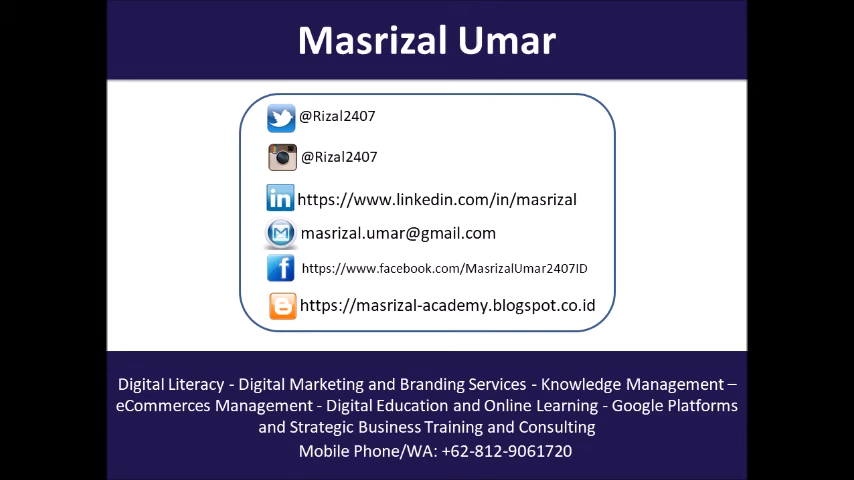 Masrizal Umar
@Rizal2407
@Rizal2407
in https://www.linkedin.com/in/masrizal
masrizal.umar@gmail.com
f https://www.facebook.com/MasrizalUmar2407ID
https://masrizal-academy.blogspot.co.id
Digital Literacy - Digital Marketing and Branding Services - Knowledge Management –
eCommerces Management - Digital Education and Online Learning - Google Platforms
and Strategic Business Training and Consulting
Mobile Phone/WA: +62-812-9061720